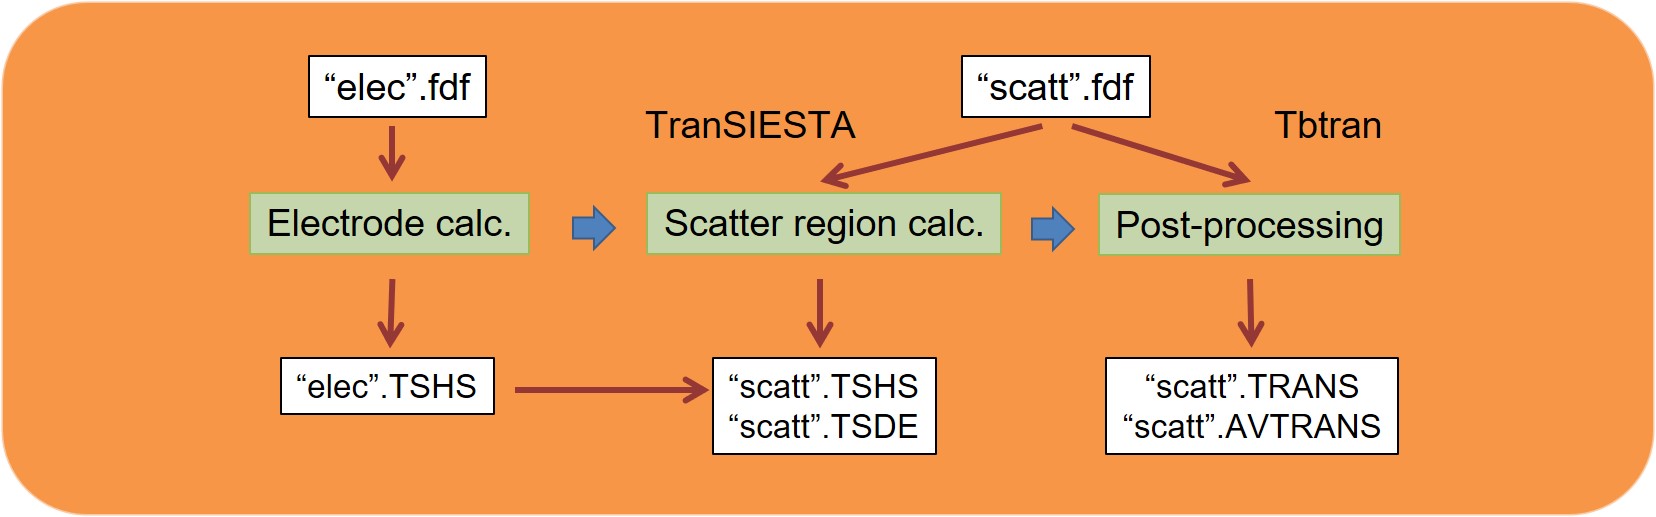 “elec”.fdf
“scatt”.fdf
TranSIESTA
Tbtran
Electrode calc.
Scatter region calc.
Post-processing
“elec”.TSHS
“scatt”.TSHS
“scatt”.TSDE
“scatt”.TRANS
“scatt”.AVTRANS